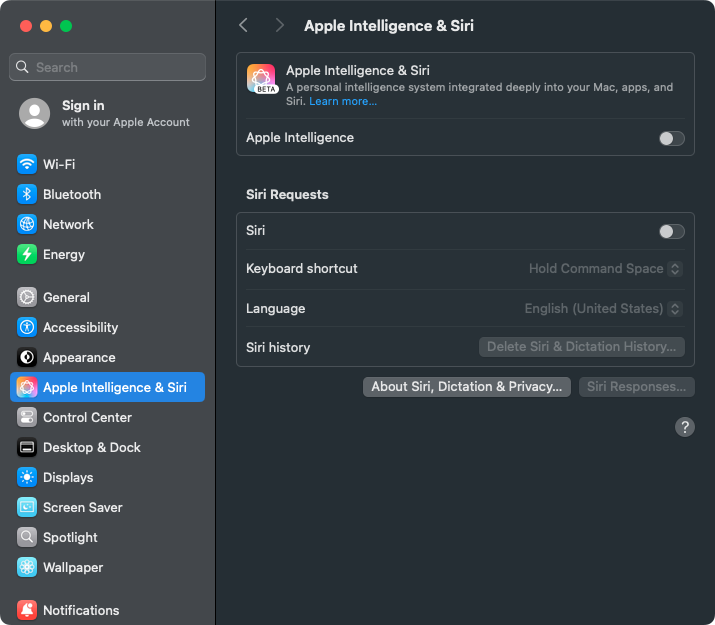 Search
Sign in
with your Apple Account
Wi-Fi
Bluetooth
Network
Energy
General
Accessibility
Appearance
Apple Intelligence & Siri
Control Center
Desktop & Dock
Displays
Screen Saver
Spotlight
Wallpaper
Notifications
Apple Intelligence & Siri
BETA
Apple Intelligence & Siri
A personal intelligence system integrated deeply into your Mac, apps, and
Siri. Learn more...
Apple Intelligence
Siri Requests
Siri
Keyboard shortcut Hold Command Space
Language English (United States)
Siri history Delete Siri & Dictation History...
About Siri, Dictation & Privacy... Siri Responses...
?